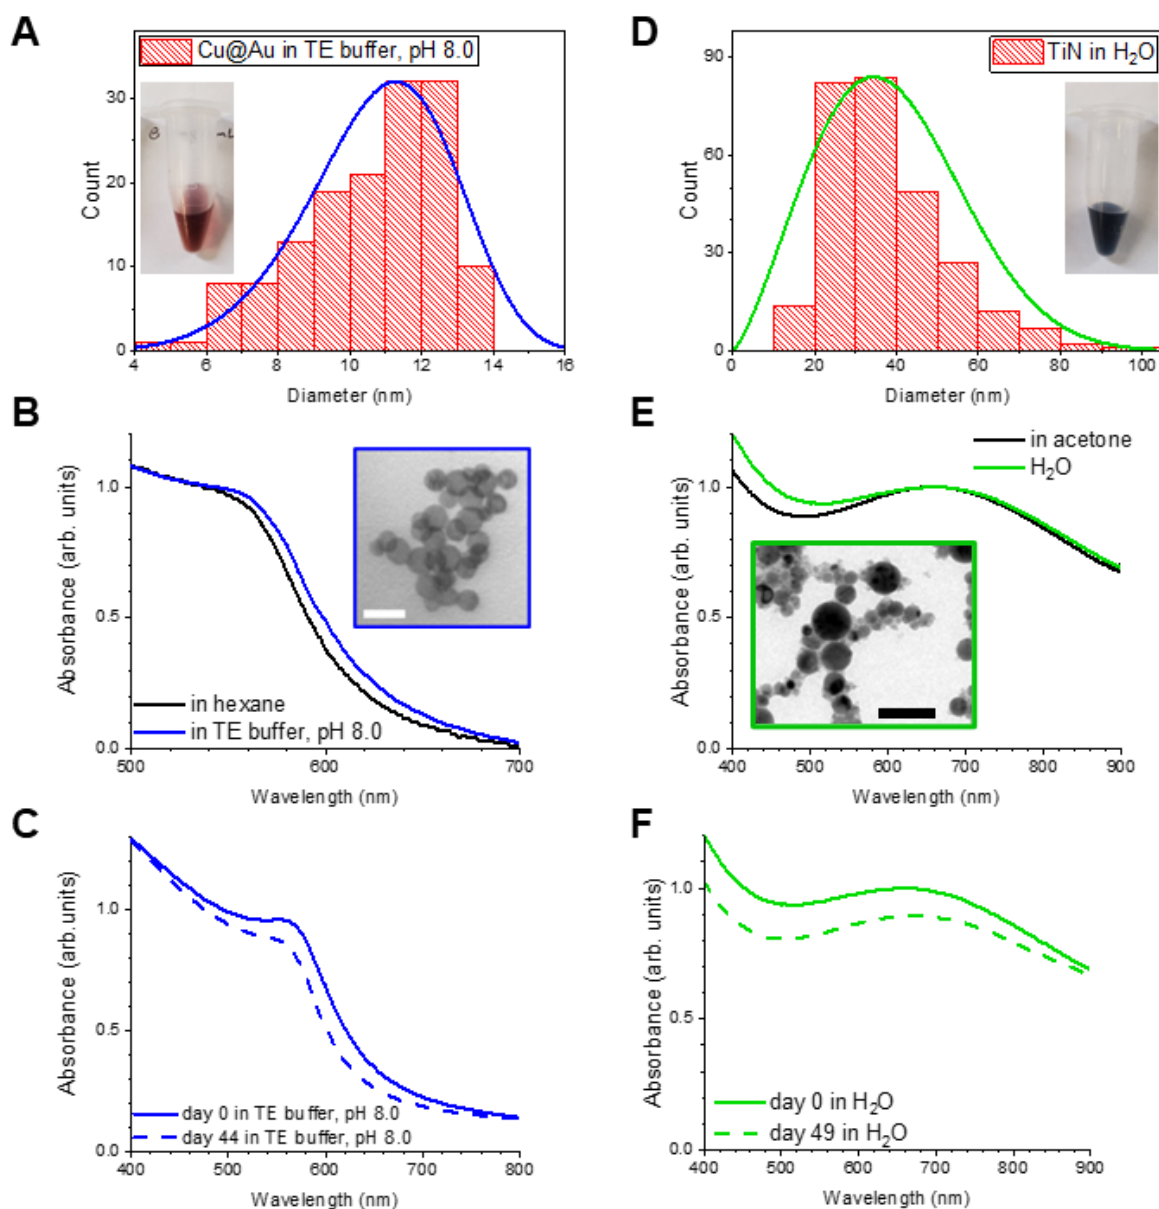 A
Cu@Au in TE buffer, pH 8.0
30
20
10
0
Count
4 6 8 10 12 14 16
Diameter (nm)
D
TiN in H₂O
90
60
30
0
Count
0 20 40 60 80 100
Diameter (nm)
B
1.0
0.5
0.0
Absorbance (arb. units)
in hexane
in TE buffer, pH 8.0
500 600 700
Wavelength (nm)
E
in acetone
H₂O
1.0
0.5
0.0
Absorbance (arb. units)
400 500 600 700 800 900
Wavelength (nm)
C
1.0
0.5
0.0
Absorbance (arb. units)
day 0 in TE buffer, pH 8.0
day 44 in TE buffer, pH 8.0
400 500 600 700 800
Wavelength (nm)
F
1.0
0.5
0.0
Absorbance (arb. units)
day 0 in H₂O
day 49 in H₂O
400 500 600 700 800 900
Wavelength (nm)